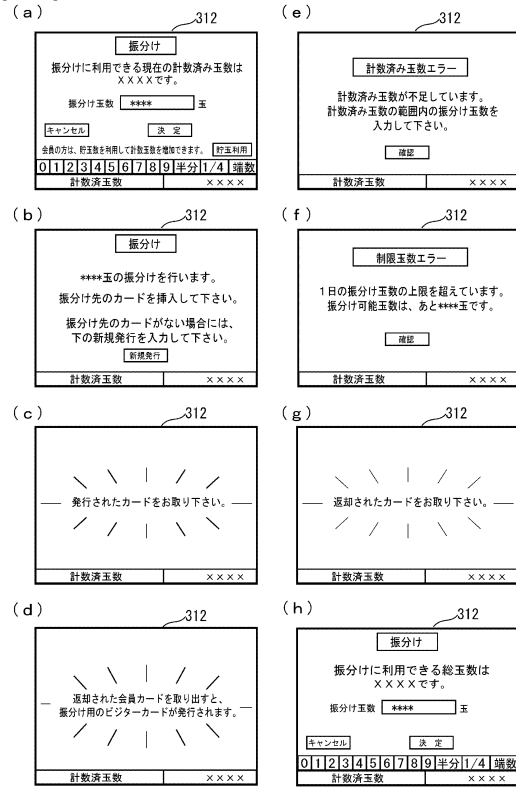 (a)
312
振分け
振分けに利用できる現在の計数済み玉数は
××××です。
振分け玉数 **** 玉
キャンセル 決 定
会員の方は、貯玉数を利用して計数玉数を増加できます。 貯玉利用
0 1 2 3 4 5 6 7 8 9 半分 1/4 端数
計数済玉数 ××××
(b)
312
振分け
****玉の振分けを行います。
振分け先のカードを挿入して下さい。
振分け先のカードがない場合には、
下の新規発行を入力して下さい。
新規発行
計数済玉数 ××××
(c)
312
発行されたカードをお取り下さい。
計数済玉数 ××××
(d)
312
返却された会員カードを取り出すと、
振分け用のビジターカードが発行されます。
計数済玉数 ××××
(e)
312
計数済み玉数エラー
計数済み玉数が不足しています。
計数済み玉数の範囲内の振分け玉数を
入力して下さい。
確認
計数済玉数 ××××
(f)
312
制限玉数エラー
1日の振分け玉数の上限を超えています。
振分け可能玉数は、あと****玉です。
確認
計数済玉数 ××××
(g)
312
返却されたカードをお取り下さい。
計数済玉数 ××××
(h)
312
振分け
振分けに利用できる総玉数は
××××です。
振分け玉数 **** 玉
キャンセル 決 定
0 1 2 3 4 5 6 7 8 9 半分 1/4 端数
計数済玉数 ××××